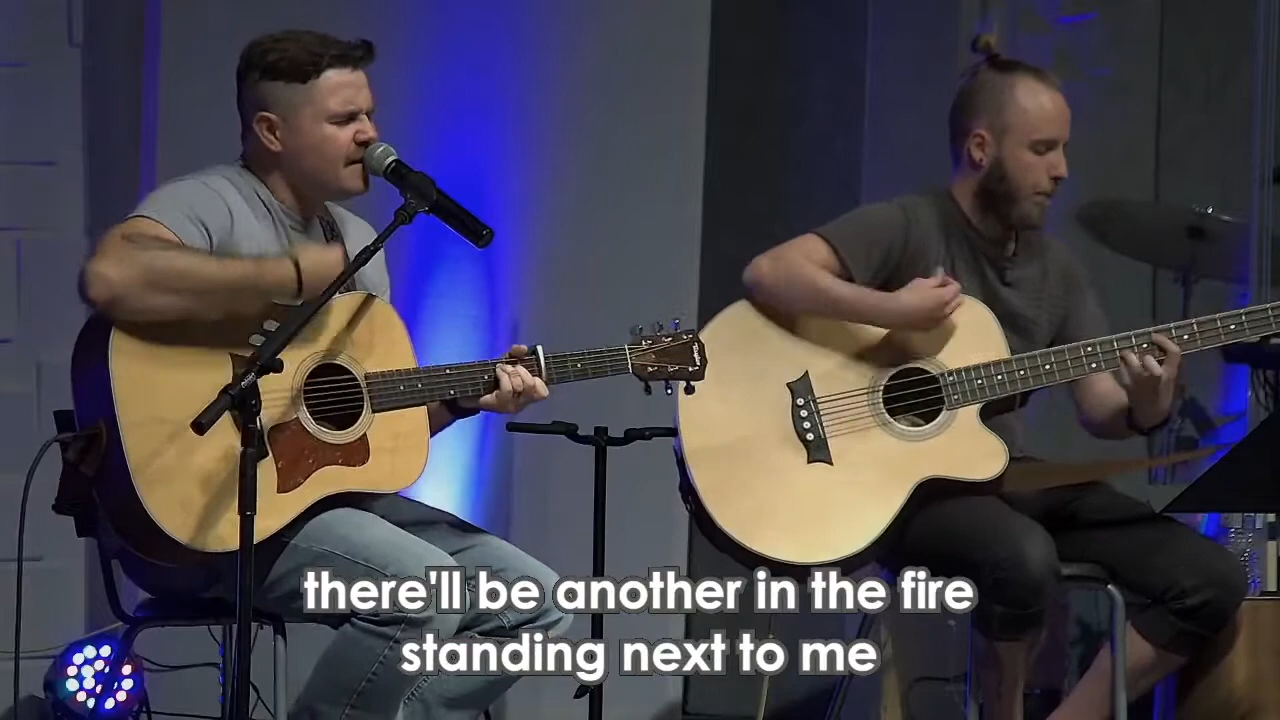 there'll be another in the fire
standing next to me